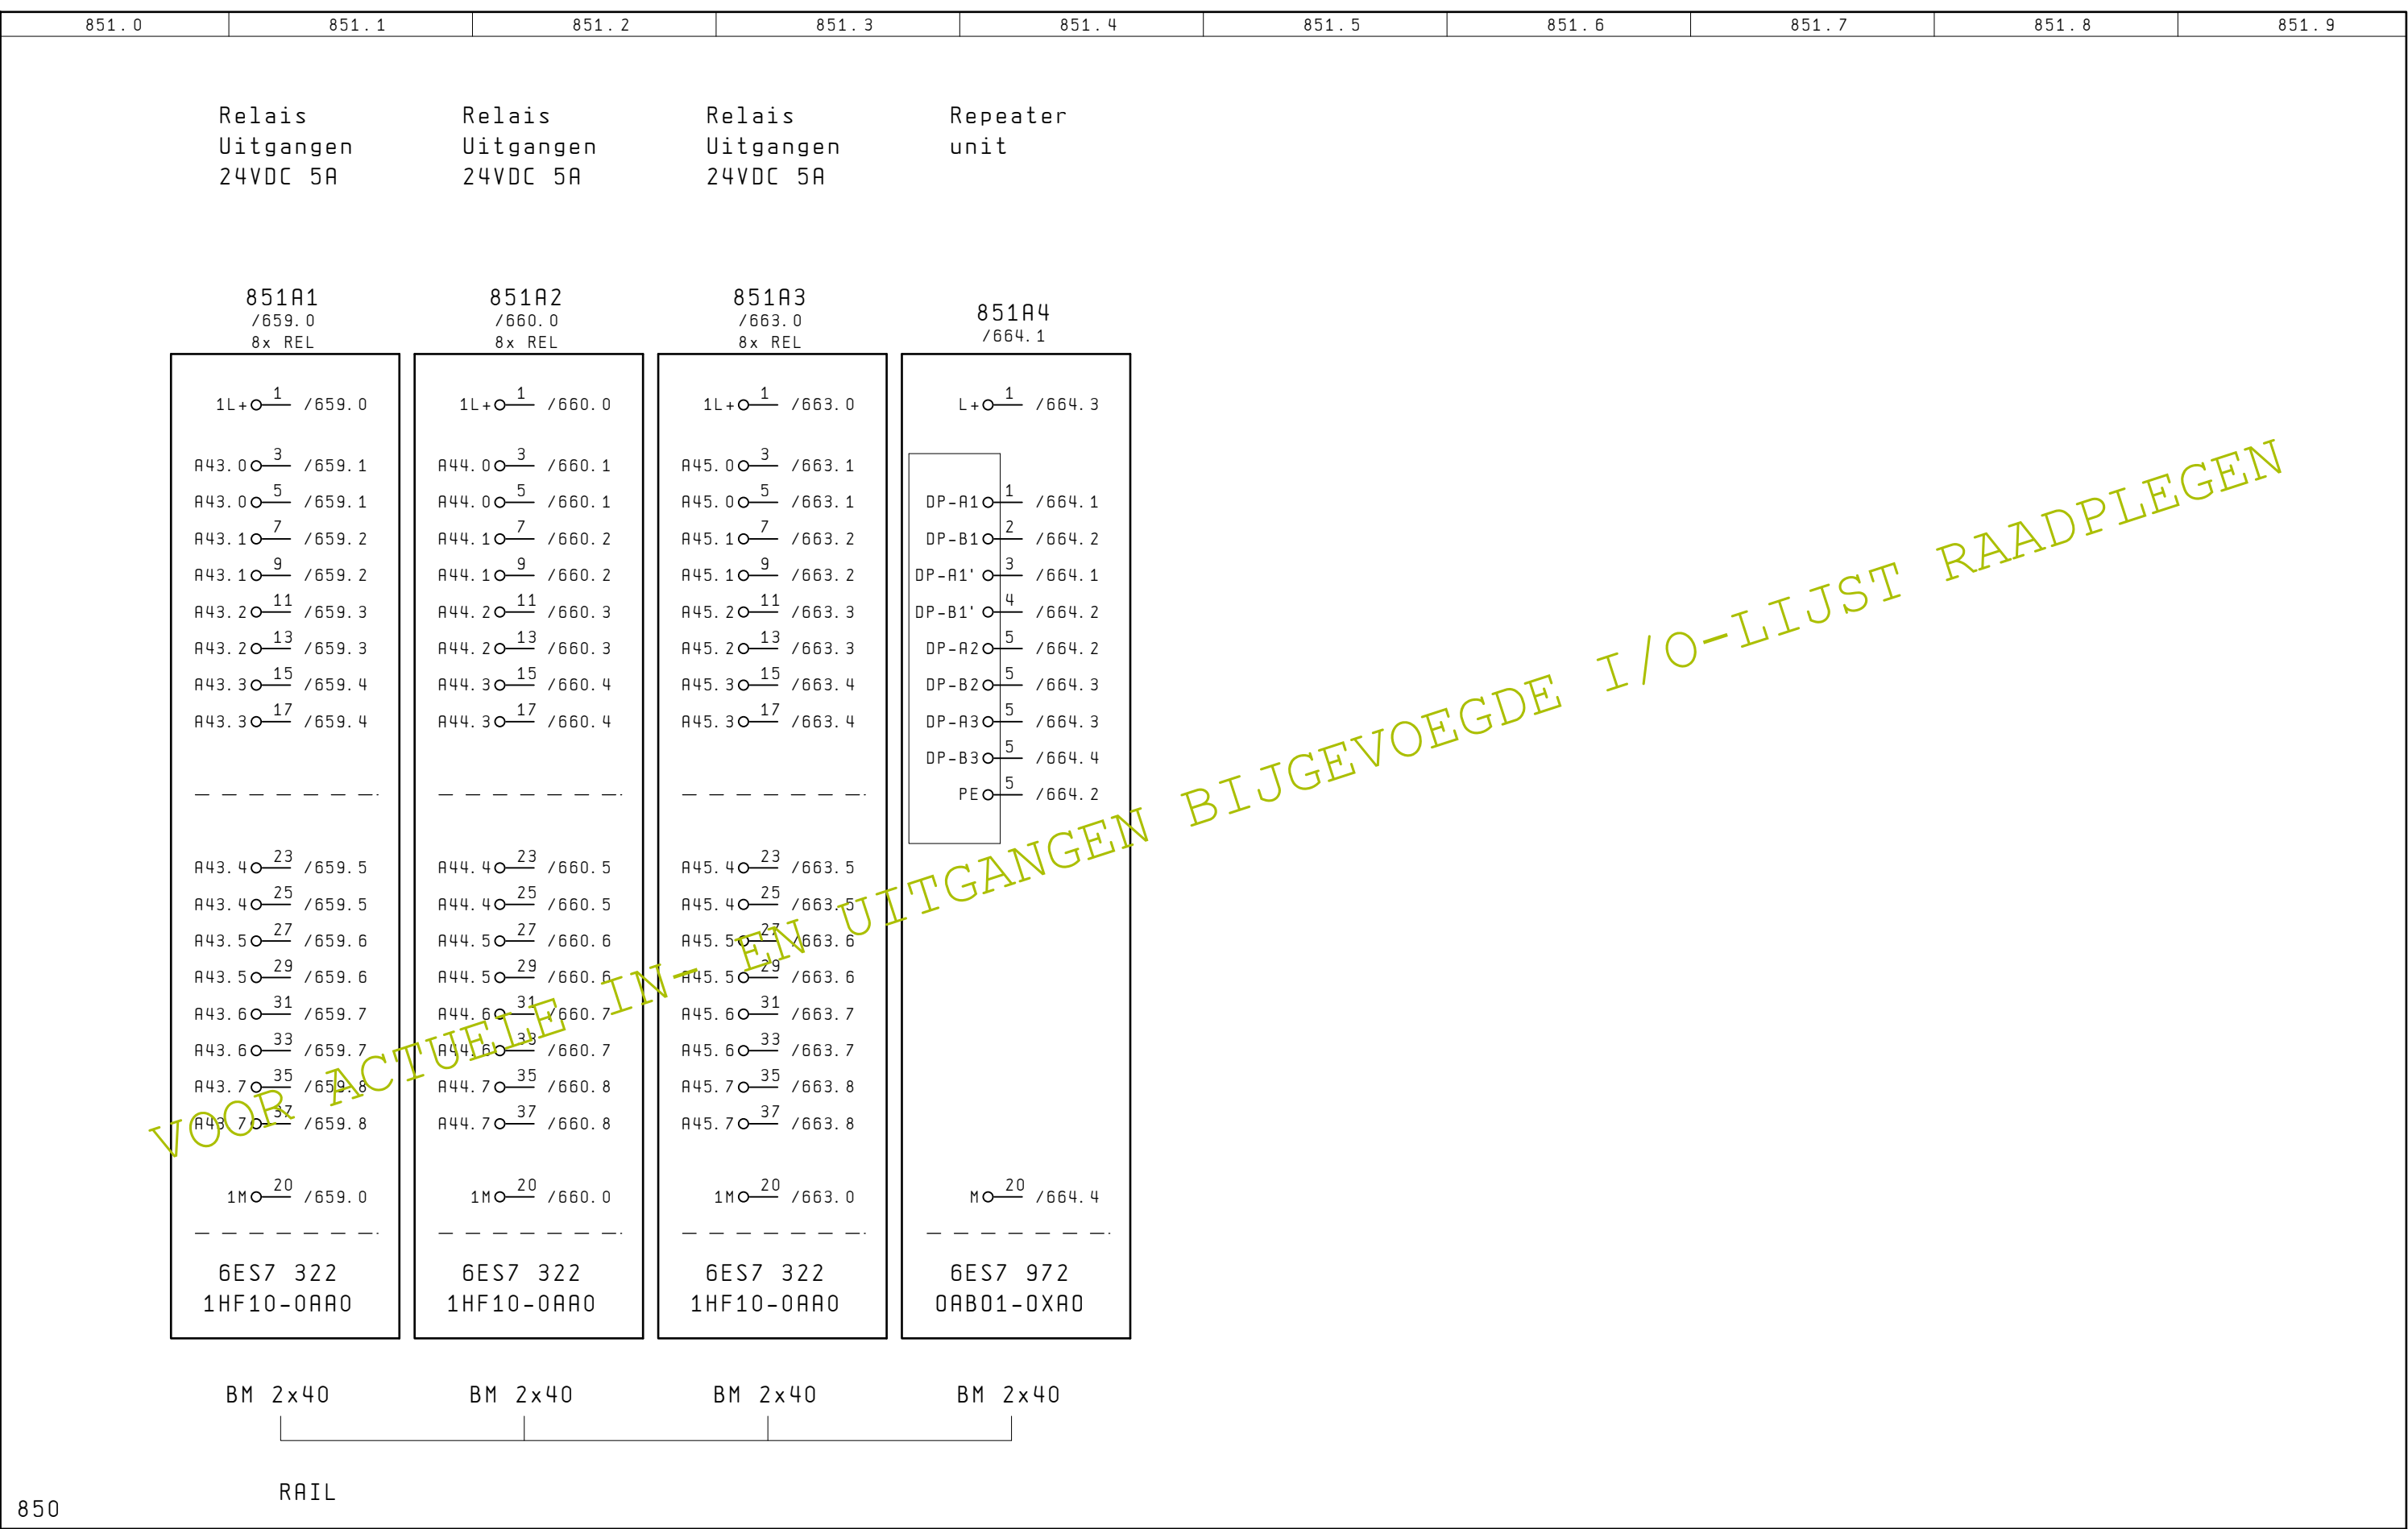 851.0 851.1 851.2 851.3 851.4 851.5 851.6 851.7 851.8 851.9
Relais
Uitgangen
24VDC 5A
Relais
Uitgangen
24VDC 5A
Relais
Uitgangen
24VDC 5A
Repeater
unit
851A1
/659.0
8x REL
1L+ 1 /659.0
A43.0 3 /659.1
A43.0 5 /659.1
A43.1 7 /659.2
A43.1 9 /659.2
A43.2 11 /659.3
A43.2 13 /659.3
A43.3 15 /659.4
A43.3 17 /659.4
A43.4 23 /659.5
A43.4 25 /659.5
A43.5 27 /659.6
A43.5 29 /659.6
A43.6 31 /659.7
A43.6 33 /659.7
A43.7 35 /659.8
A43.7 37 /659.8
1M 20 /659.0
6ES7 322
1HF10-0AA0
BM 2x40
851A2
/660.0
8x REL
1L+ 1 /660.0
A44.0 3 /660.1
A44.0 5 /660.1
A44.1 7 /660.2
A44.1 9 /660.2
A44.2 11 /660.3
A44.2 13 /660.3
A44.3 15 /660.4
A44.3 17 /660.4
A44.4 23 /660.5
A44.4 25 /660.5
A44.5 27 /660.6
A44.5 29 /660.6
A44.6 31 /660.7
A44.6 33 /660.7
A44.7 35 /660.8
A44.7 37 /660.8
1M 20 /660.0
6ES7 322
1HF10-0AA0
BM 2x40
851A3
/663.0
8x REL
1L+ 1 /663.0
A45.0 3 /663.1
A45.0 5 /663.1
A45.1 7 /663.2
A45.1 9 /663.2
A45.2 11 /663.3
A45.2 13 /663.3
A45.3 15 /663.4
A45.3 17 /663.4
A45.4 23 /663.5
A45.4 25 /663.5
A45.5 27 /663.6
A45.5 29 /663.6
A45.6 31 /663.7
A45.6 33 /663.7
A45.7 35 /663.8
A45.7 37 /663.8
1M 20 /663.0
6ES7 322
1HF10-0AA0
BM 2x40
851A4
/664.1
L+ 1 /664.3
DP-A1 1 /664.1
DP-B1 2 /664.2
DP-A1' 3 /664.1
DP-B1' 4 /664.2
DP-A2 5 /664.2
DP-B2 5 /664.3
DP-A3 5 /664.3
DP-B3 5 /664.4
PE 5 /664.2
M 20 /664.4
6ES7 972
0AB01-0XA0
BM 2x40
VOOR ACTUELE IN- EN UITGANGEN BIJGEVOEGDE I/O-LIJST RAADPLEGEN
RAIL
850